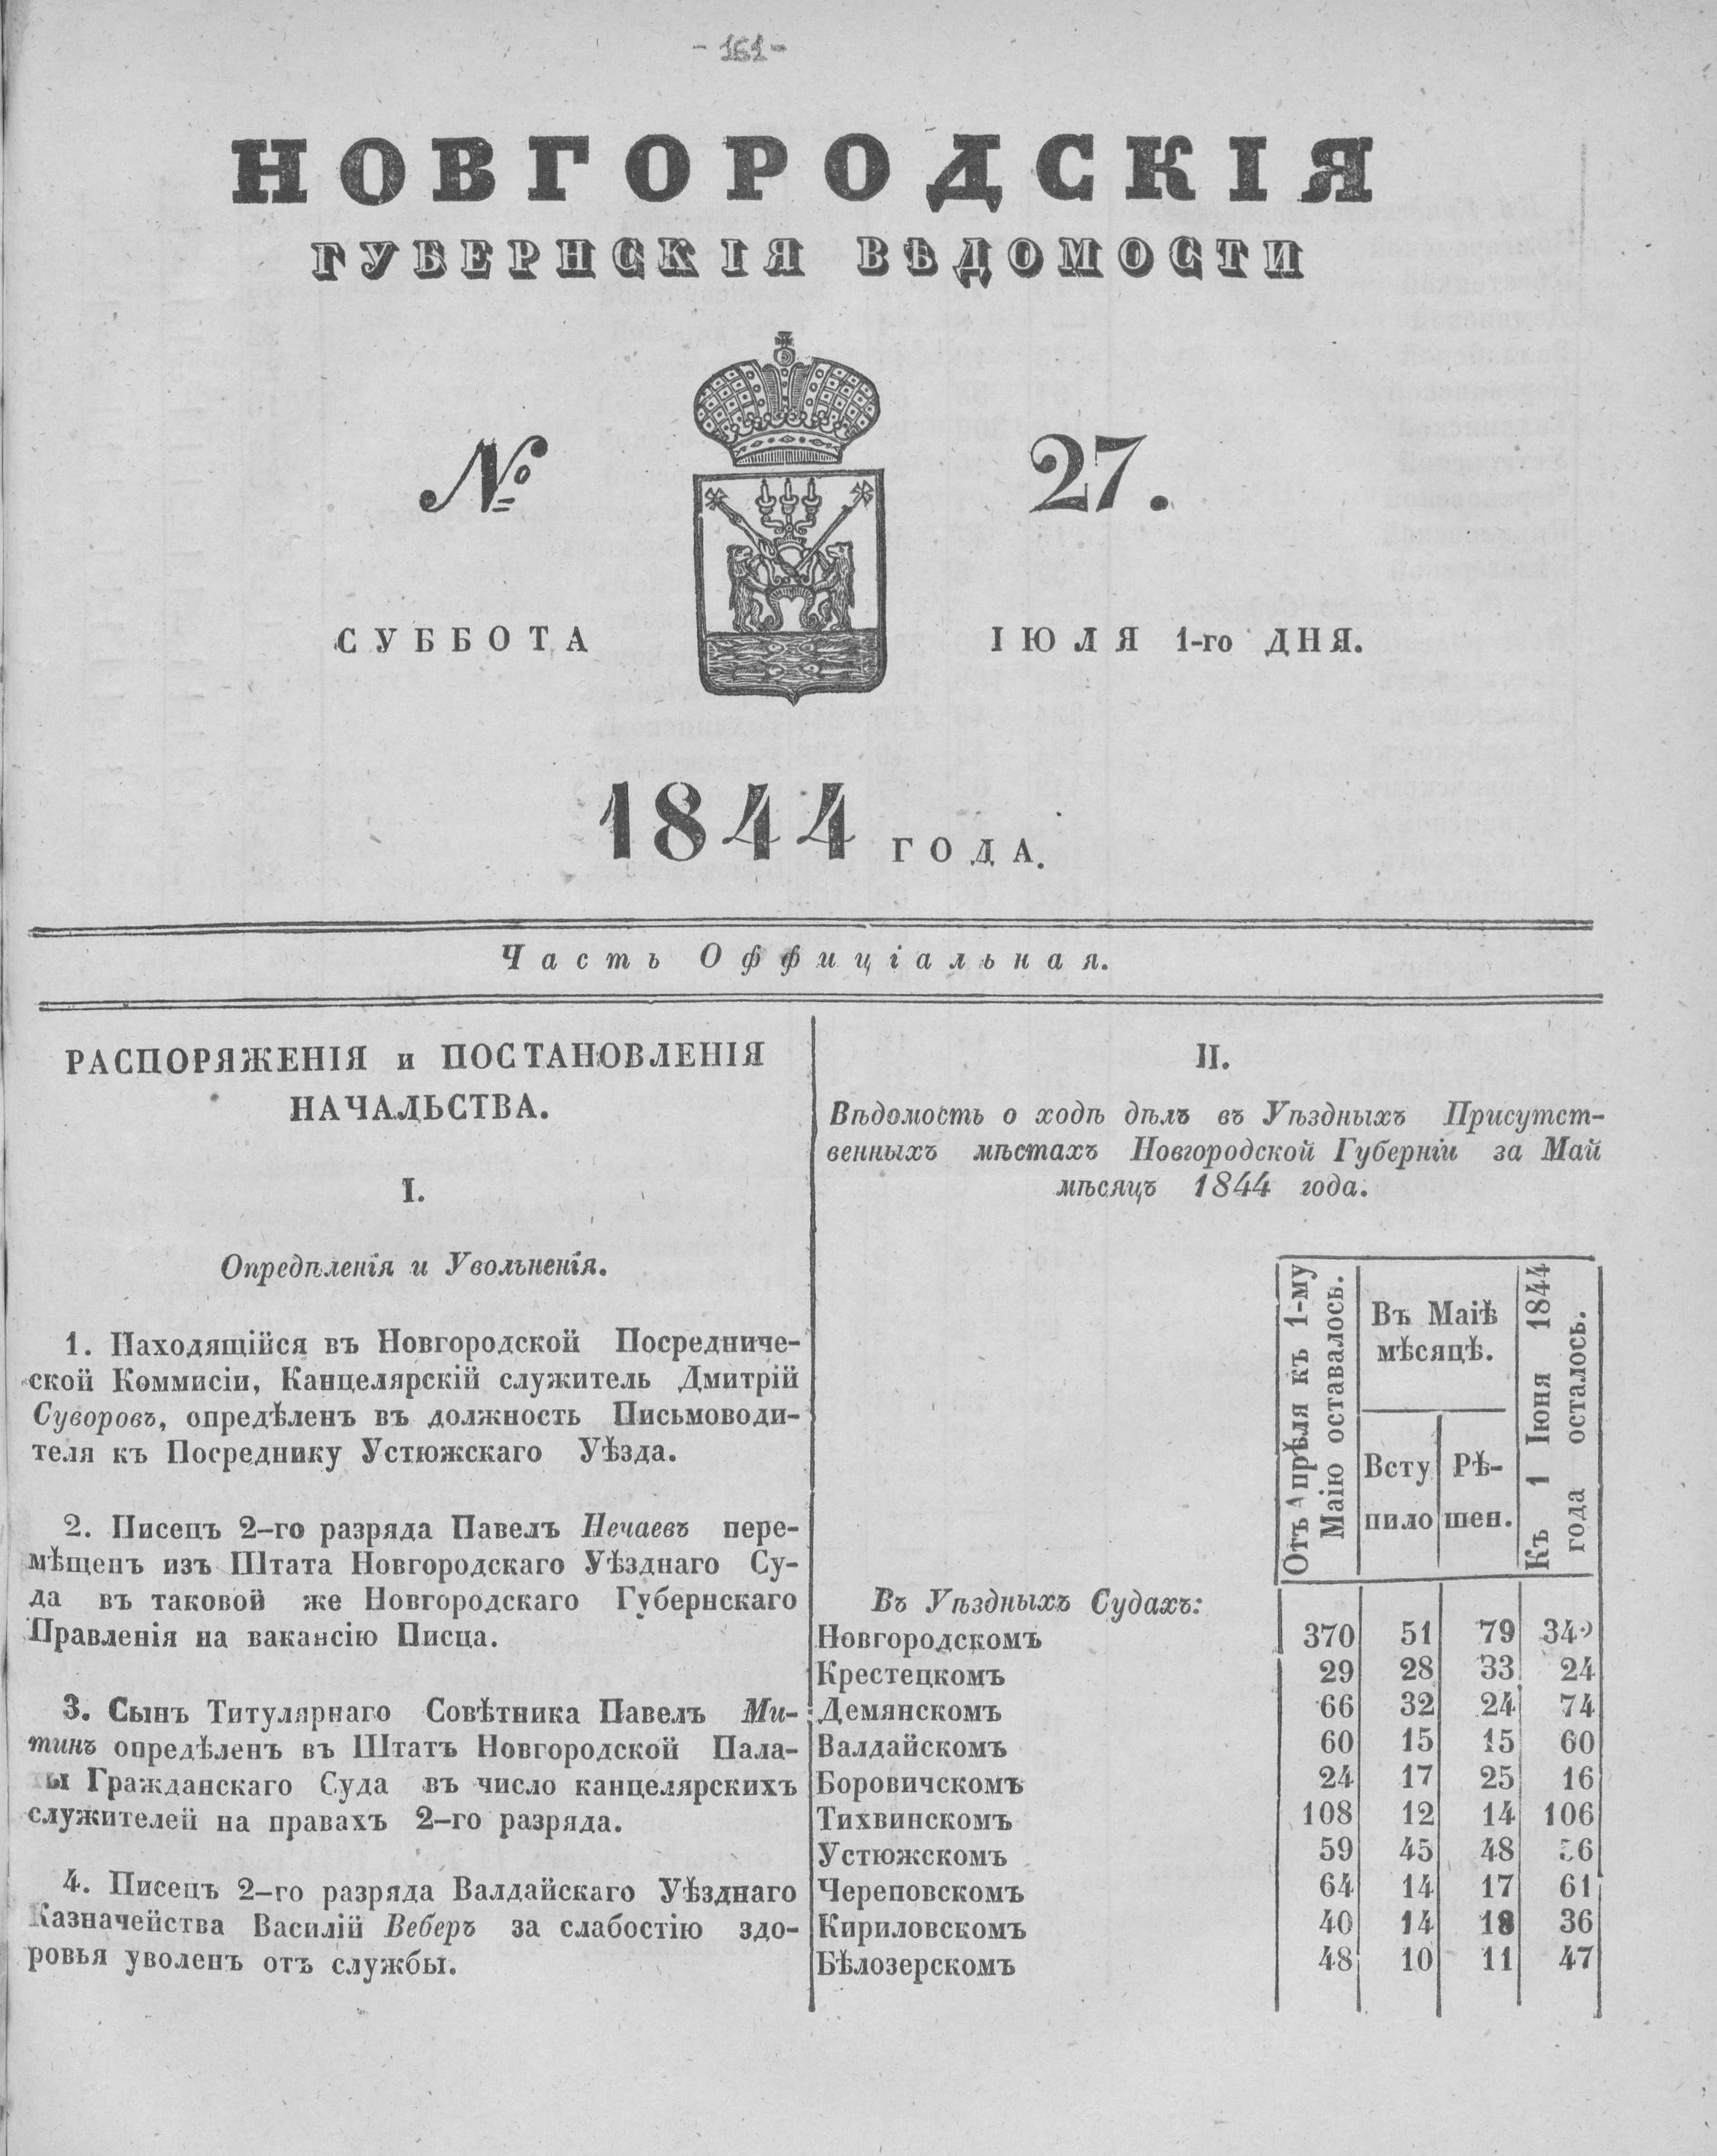 - 161 -
НОВГОРОДСКІЯ
ГУБЕРНСКІЯ ВѢДОМОСТИ
№ 27.
СУББОТА ІЮЛЯ 1-го ДНЯ.
1844 ГОДА.
Часть Оффиціальная.
РАСПОРЯЖЕНІЯ и ПОСТАНОВЛЕНІЯ
НАЧАЛЬСТВА.
I.
Опредѣленія и Увольненія.
1. Находящійся въ Новгородской Посредниче-
ской Коммисіи, Канцелярскій служитель Дмитрій
Суворовъ, опредѣленъ въ должность Письмоводи-
теля къ Посреднику Устюжскаго Уѣзда.
2. Писецъ 2-го разряда Павелъ Нечаевъ пере-
мѣщенъ изъ Штата Новгородскаго Уѣзднаго Су-
да въ таковой же Новгородскаго Губернскаго
Правленія на вакансію Писца.
3. Сынъ Титулярнаго Совѣтника Павелъ Ми-
тинъ опредѣленъ въ Штатъ Новгородской Пала-
ты Гражданскаго Суда въ число канцелярскихъ
служителей на правахъ 2-го разряда.
4. Писецъ 2-го разряда Валдайскаго Уѣзднаго
Казначейства Василій Веберъ за слабостію здо-
ровья уволенъ отъ службы.
II.
Вѣдомость о ходѣ дѣлъ въ Уѣздныхъ Присутст-
венныхъ мѣстахъ Новгородской Губерніи за Май
мѣсяцъ 1844 года.
Отъ Апрѣля къ 1-му
Маію оставалось.
Въ Маіѣ
мѣсяцѣ.
Всту
пило
Рѣ-
шен.
Къ 1 Іюня 1844
года осталось.
Въ Уѣздныхъ Судахъ:
Новгородскомъ 370 51 79 342
Крестецкомъ 29 28 33 24
Демянскомъ 66 32 24 74
Валдайскомъ 60 15 15 60
Боровичскомъ 24 17 25 16
Тихвинскомъ 108 12 14 106
Устюжскомъ 59 45 48 56
Череповскомъ 64 14 17 61
Кириловскомъ 40 14 18 36
Бѣлозерскомъ 48 10 11 47